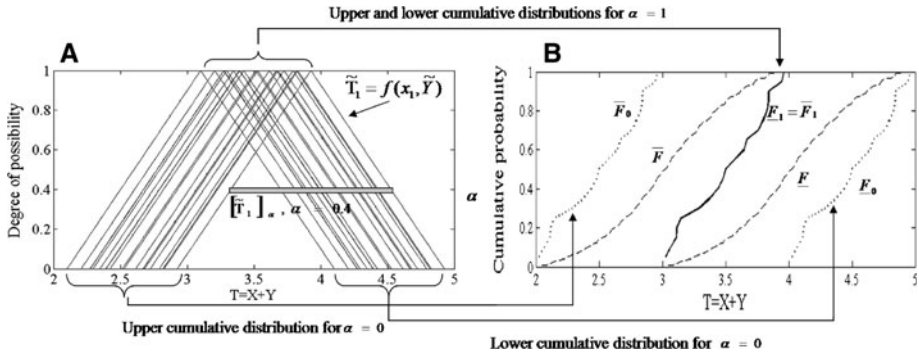 Upper and lower cumulative distributions for α = 1
A
B
Degree of possibility
1
0.8
0.6
0.4
0.2
0
T̃₁ = f(x₁, Ỹ)
[T̃₁]α, α = 0.4
2 2.5 3 3.5 4 4.5 5
T=X+Y
α
Cumulative probability
1
0.8
0.6
0.4
0.2
0
F̅₀
F̅
F̲₁ = F̅₁
F̲
F̲₀
2 2.5 3 3.5 4 4.5 5
T=X+Y
Upper cumulative distribution for α = 0
Lower cumulative distribution for α = 0